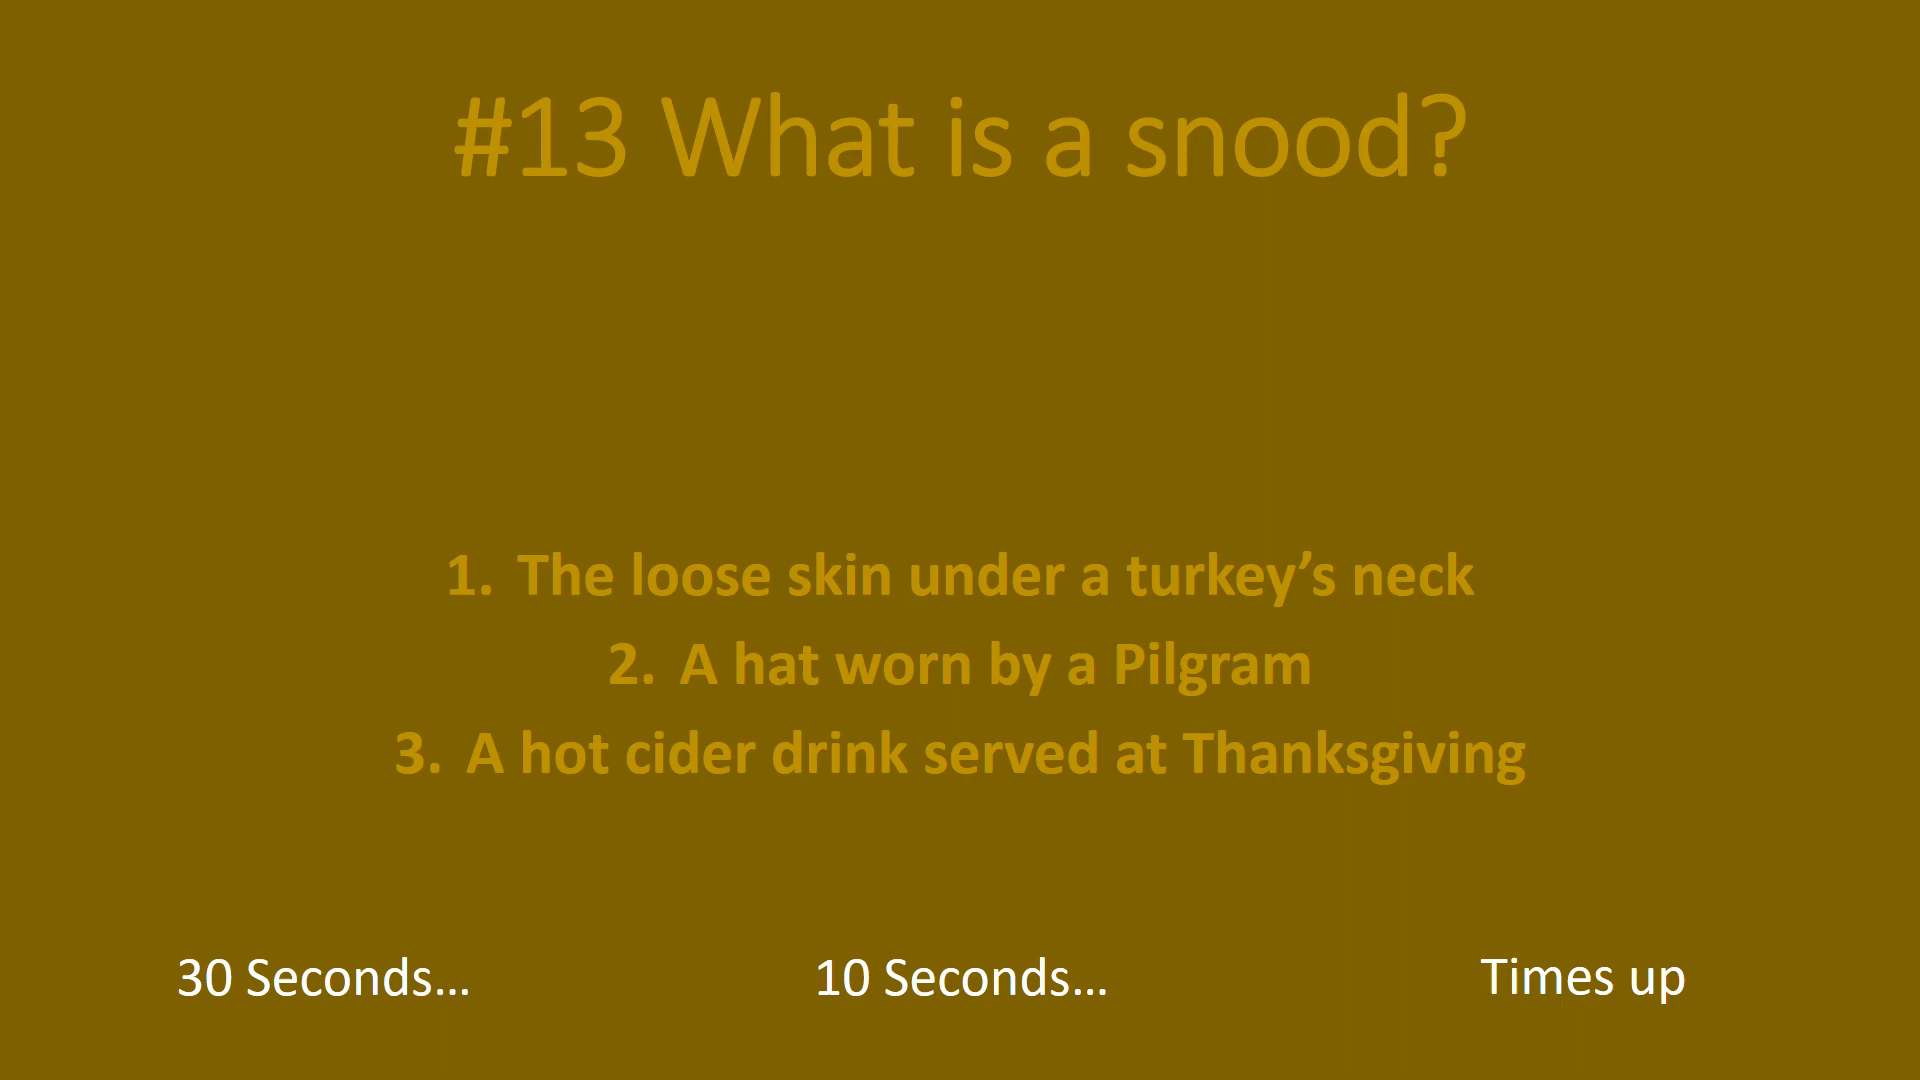 #13 What is a snood?
1. The loose skin under a turkey’s neck
2. A hat worn by a Pilgram
3. A hot cider drink served at Thanksgiving
30 Seconds… 10 Seconds… Times up